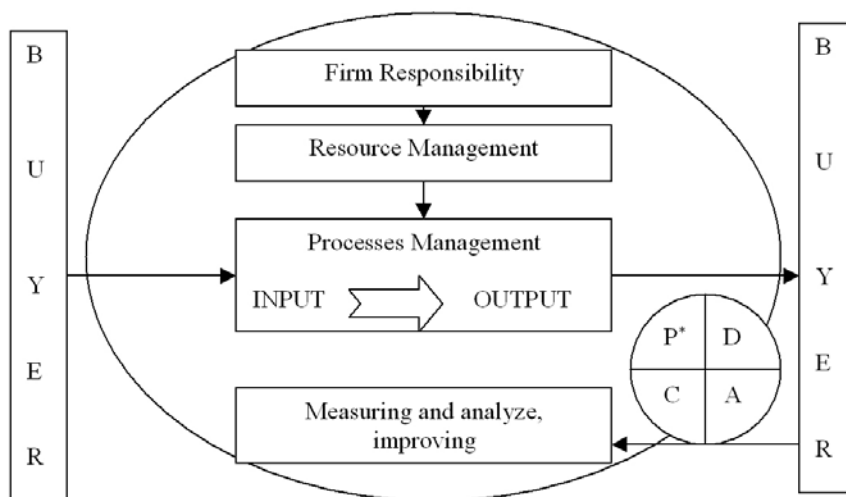 B
U
Y
E
R
Firm Responsibility
Resource Management
Processes Management
INPUT OUTPUT
P* D
C A
Measuring and analyze,
improving
B
U
Y
E
R